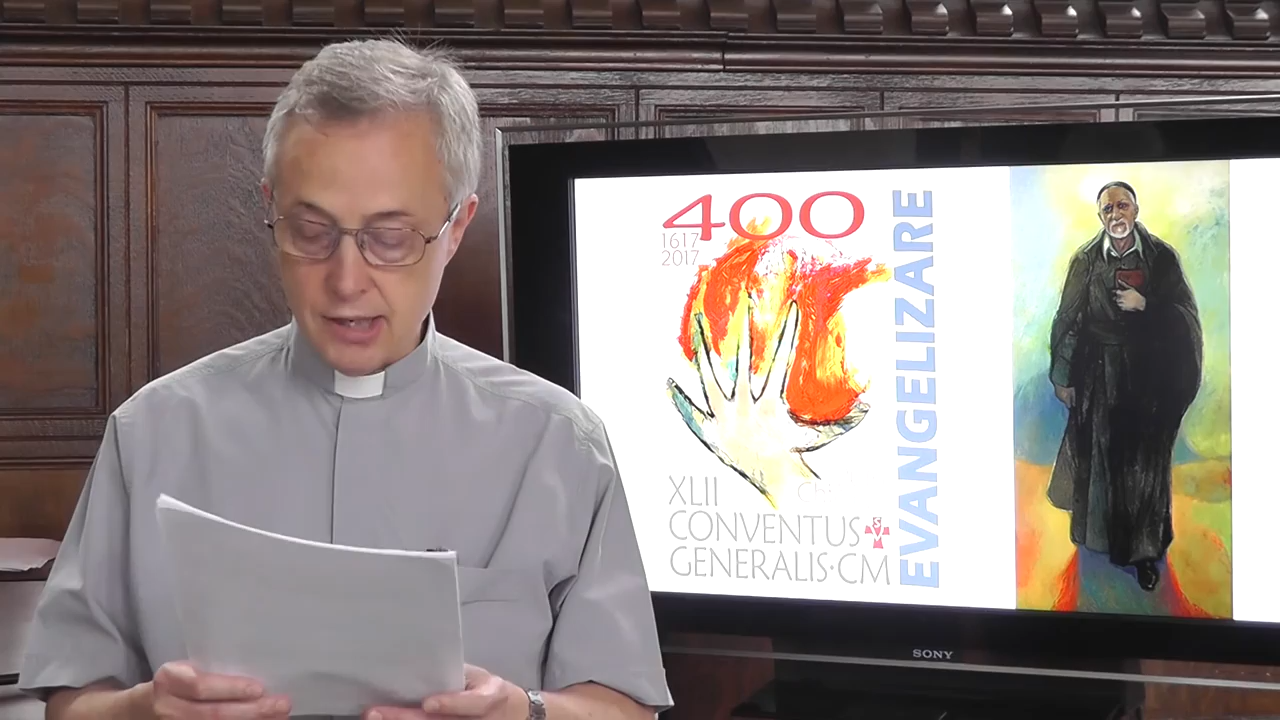 400
1617
2017
EVANGELIZARE
XLII
CONVENTUS
GENERALIS·CM
SONY